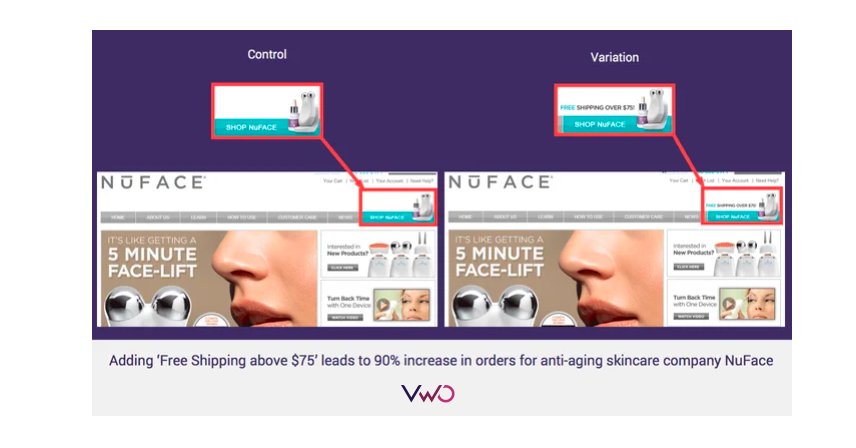 Control
Variation
SHOP NuFACE
FREE SHIPPING OVER $75!
SHOP NuFACE
NŪFACE
Your Cart | List | Your Account | Need Help?
HOME ABOUT US LEARN HOW TO USE CUSTOMER CARE NEWS SHOP NuFACE
IT'S LIKE GETTING A
5 MINUTE
FACE-LIFT
Interested in
New Products?
CLICK HERE
Turn Back Time
with One Device
WATCH VIDEO
NŪFACE
Your Cart | List | Your Account | Need Help?
FREE SHIPPING OVER $75!
HOME ABOUT US LEARN HOW TO USE CUSTOMER CARE NEWS SHOP NuFACE
IT'S LIKE GETTING A
5 MINUTE
FACE-LIFT
Interested in
New Products?
CLICK HERE
Turn Back Time
with One Device
WATCH VIDEO
Adding ‘Free Shipping above $75’ leads to 90% increase in orders for anti-aging skincare company NuFace
VWO